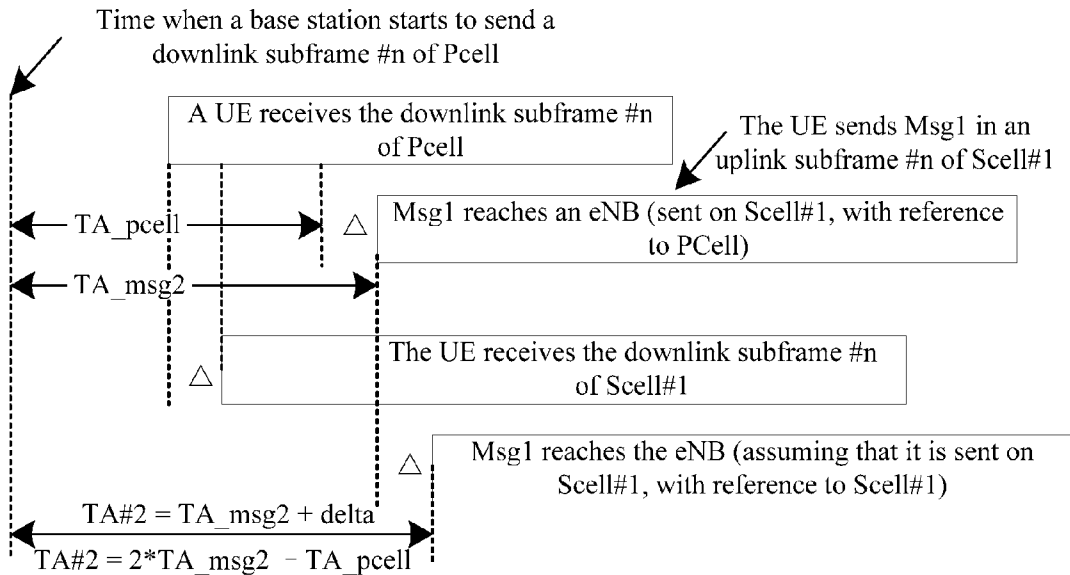 Time when a base station starts to send a
downlink subframe #n of Pcell
A UE receives the downlink subframe #n
of Pcell
The UE sends Msg1 in an
uplink subframe #n of Scell#1
TA_pcell
△
Msg1 reaches an eNB (sent on Scell#1, with reference
to PCell)
TA_msg2
△
The UE receives the downlink subframe #n
of Scell#1
△
Msg1 reaches the eNB (assuming that it is sent on
Scell#1, with reference to Scell#1)
TA#2 = TA_msg2 + delta
TA#2 = 2*TA_msg2 − TA_pcell